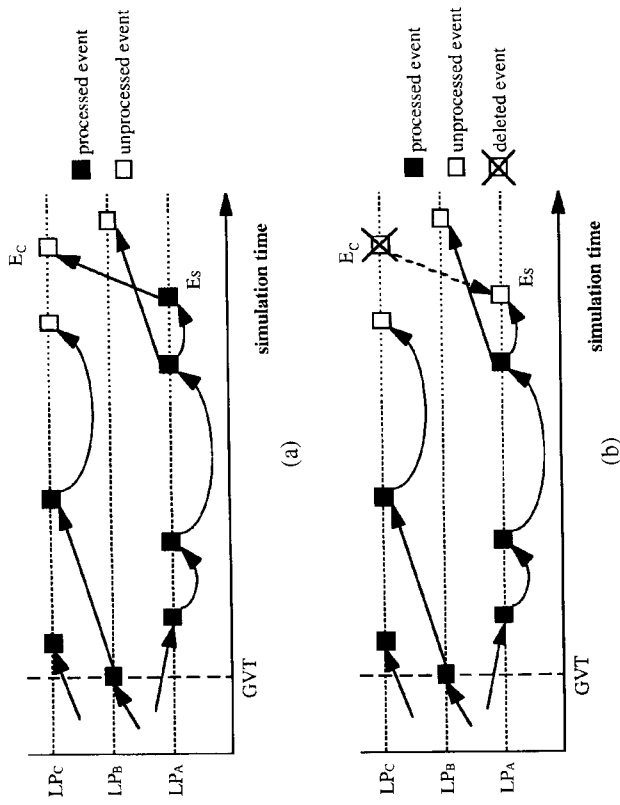 LPC
LPB
LPA
GVT
EC
ES
simulation time
processed event
unprocessed event
(a)
LPC
LPB
LPA
GVT
EC
ES
simulation time
processed event
unprocessed event
deleted event
(b)